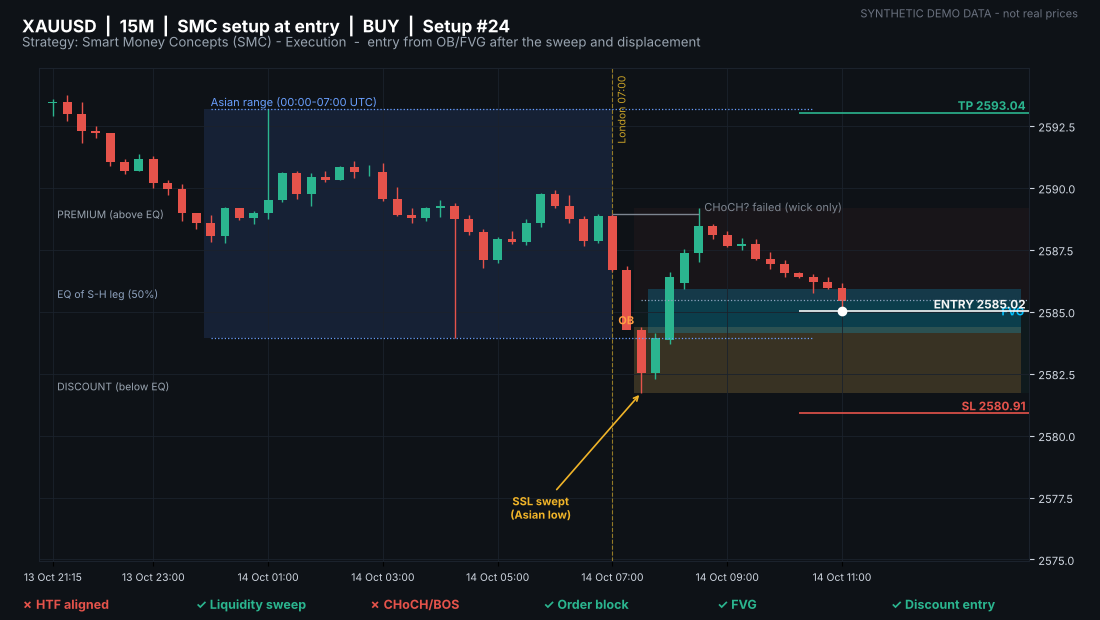 XAUUSD | 15M | SMC setup at entry | BUY | Setup #24
SYNTHETIC DEMO DATA - not real prices
Strategy: Smart Money Concepts (SMC) - Execution - entry from OB/FVG after the sweep and displacement
Asian range (00:00-07:00 UTC)
London 07:00
TP 2593.04
2592.5
2590.0
PREMIUM (above EQ)
CHoCH? failed (wick only)
2587.5
EQ of S-H leg (50%)
ENTRY 2585.02
FVG
2585.0
OB
DISCOUNT (below EQ)
2582.5
SL 2580.91
2580.0
SSL swept
(Asian low)
2577.5
2575.0
13 Oct 21:15
13 Oct 23:00
14 Oct 01:00
14 Oct 03:00
14 Oct 05:00
14 Oct 07:00
14 Oct 09:00
14 Oct 11:00
× HTF aligned
✓ Liquidity sweep
× CHoCH/BOS
✓ Order block
✓ FVG
✓ Discount entry